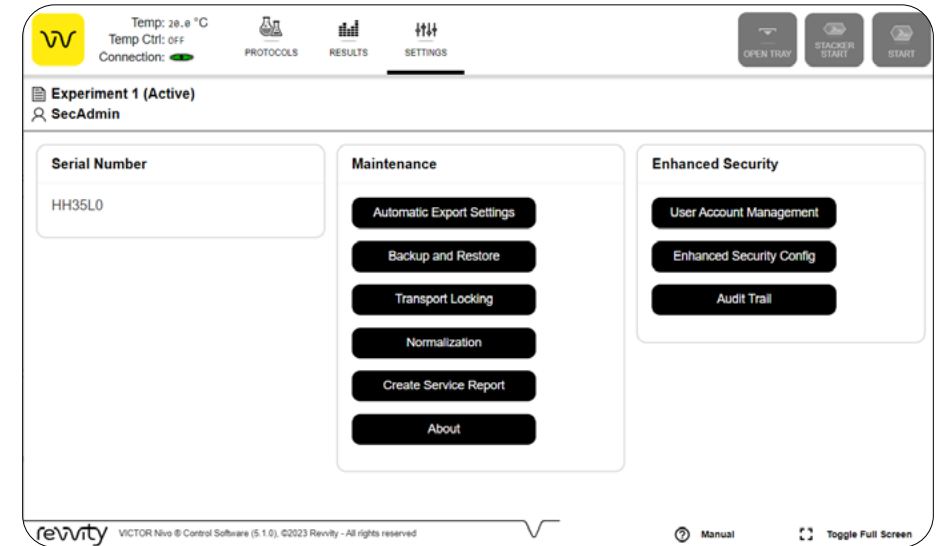 Temp: 20.0 °C
Temp Ctrl: OFF
Connection:
PROTOCOLS
RESULTS
SETTINGS
OPEN TRAY
STACKER
START
START
Experiment 1 (Active)
SecAdmin
Serial Number
HH35L0
Maintenance
Automatic Export Settings
Backup and Restore
Transport Locking
Normalization
Create Service Report
About
Enhanced Security
User Account Management
Enhanced Security Config
Audit Trail
revvity
VICTOR Nivo ® Control Software (5.1.0), ©2023 Revvity - All rights reserved
Manual
Toggle Full Screen